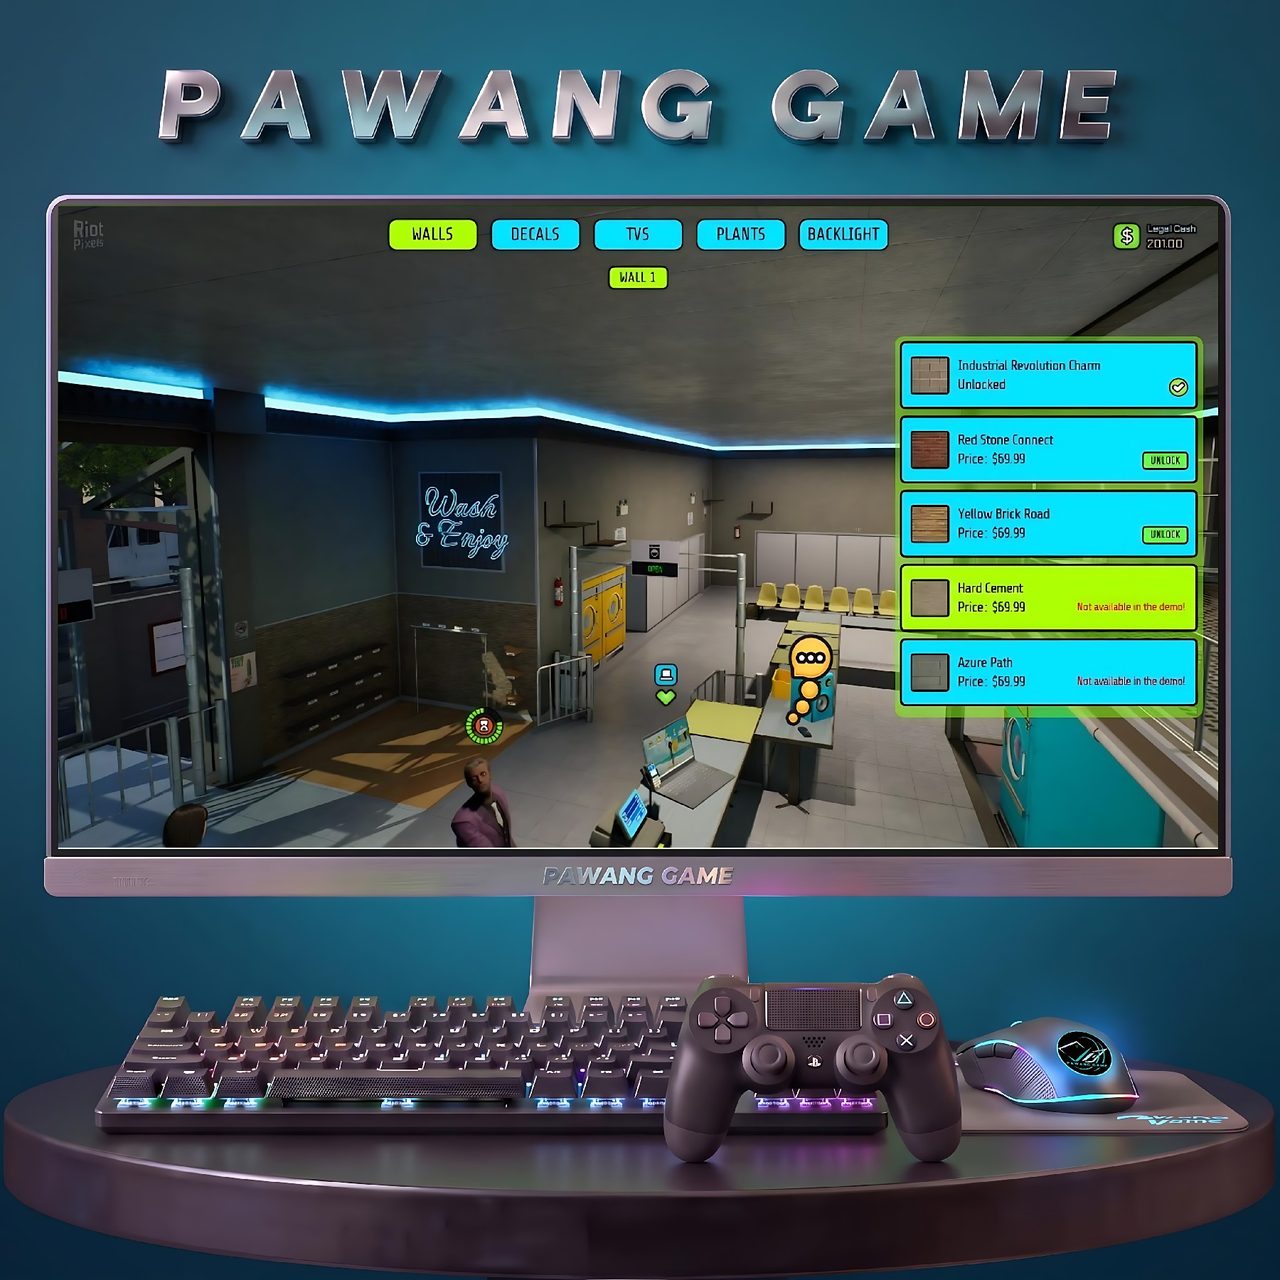 PAWANG GAME
Riot
Pixels
WALLS
DECALS
TVS
PLANTS
BACKLIGHT
Legal Cash
201.00
WALL 1
Industrial Revolution Charm
Unlocked
Red Stone Connect
Price: $69.99
UNLOCK
Yellow Brick Road
Price: $69.99
UNLOCK
Hard Cement
Price: $69.99
Not available in the demo!
Azure Path
Price: $69.99
Not available in the demo!
Wash
& Enjoy
OPEN
PAWANG GAME